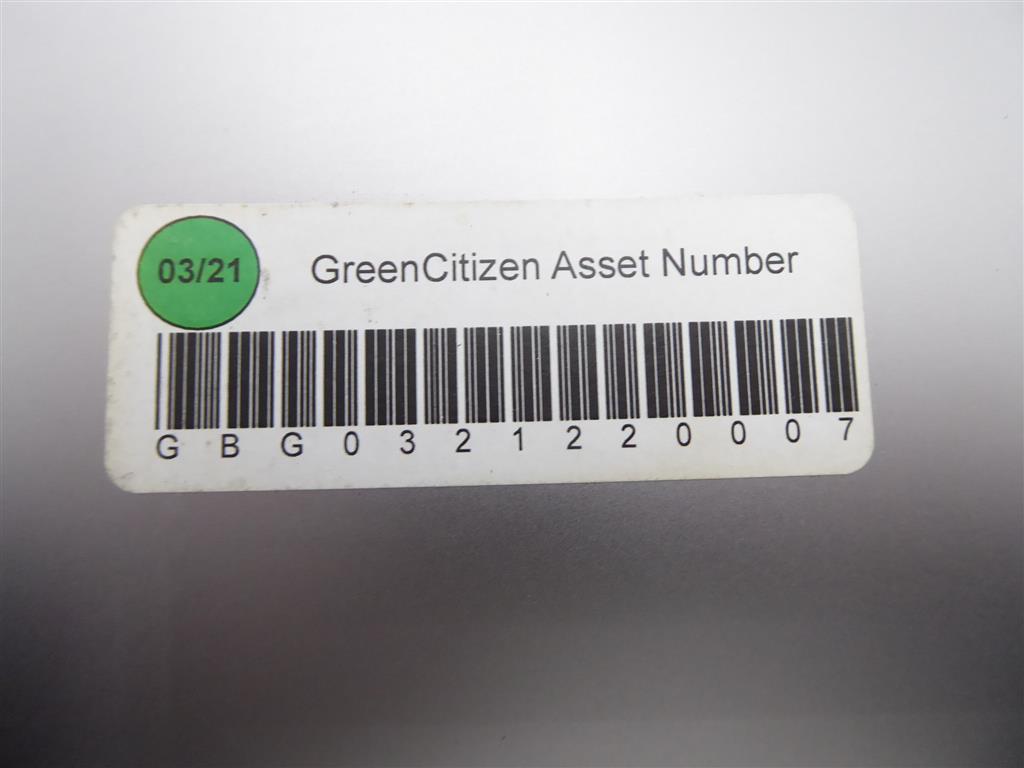 03/21
GreenCitizen Asset Number
G B G 0 3 2 1 2 2 0 0 0 7